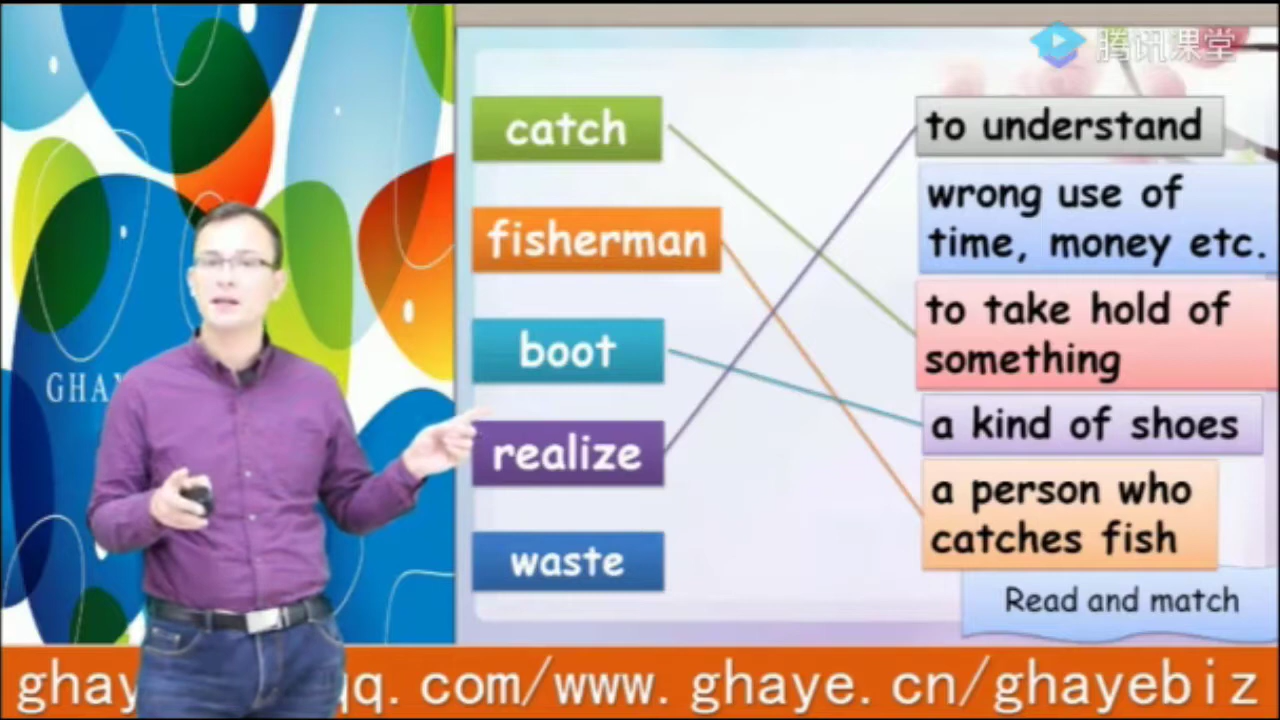 腾讯课堂
catch
fisherman
boot
realize
waste
to understand
wrong use of
time, money etc.
to take hold of
something
a kind of shoes
a person who
catches fish
Read and match
GHAY
ghay qq. com/www. ghaye. cn/ghayebiz